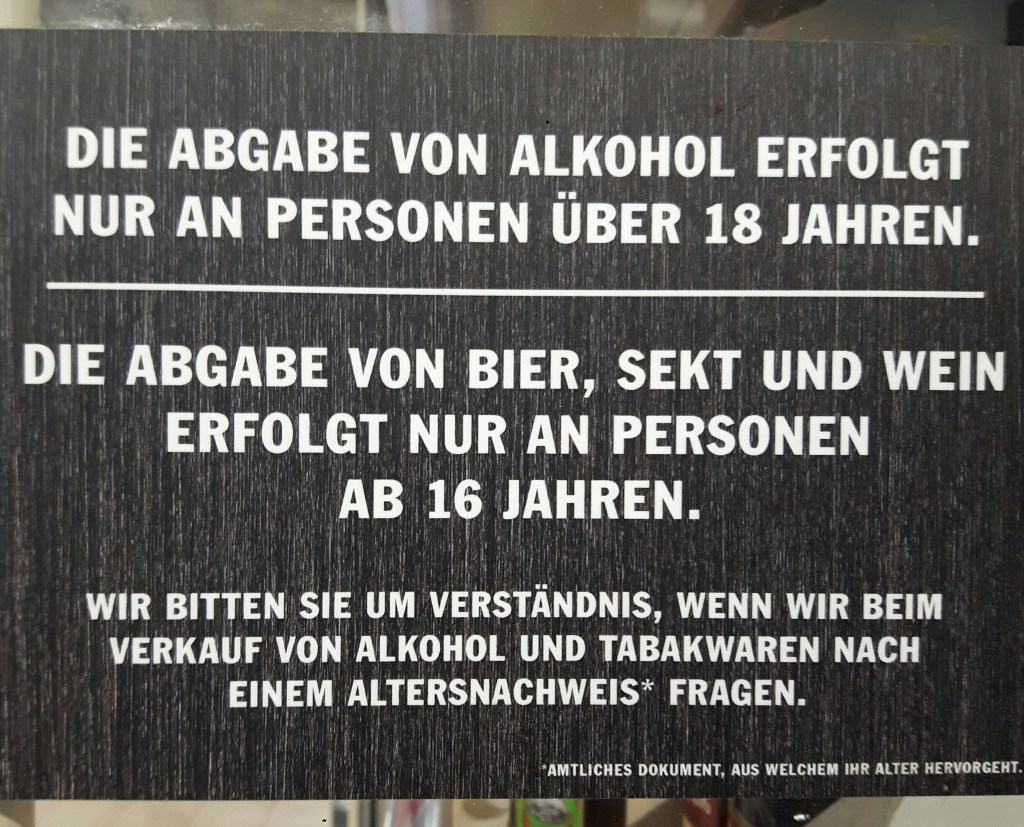 DIE ABGABE VON ALKOHOL ERFOLGT
NUR AN PERSONEN ÜBER 18 JAHREN.
DIE ABGABE VON BIER, SEKT UND WEIN
ERFOLGT NUR AN PERSONEN
AB 16 JAHREN.
WIR BITTEN SIE UM VERSTÄNDNIS, WENN WIR BEIM
VERKAUF VON ALKOHOL UND TABAKWAREN NACH
EINEM ALTERSNACHWEIS* FRAGEN.
*AMTLICHES DOKUMENT, AUS WELCHEM IHR ALTER HERVORGEHT.